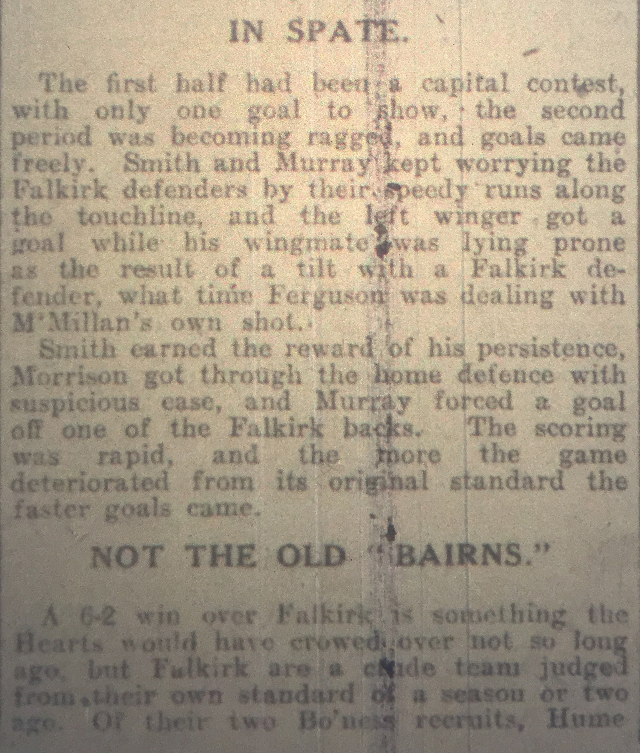 IN SPATE.
The first half had been a capital contest,
with only one goal to show, the second
period was becoming ragged, and goals came
freely. Smith and Murray kept worrying the
Falkirk defenders by their speedy runs along
the touchline, and the left winger got a
goal while his wingmate was lying prone
as the result of a tilt with a Falkirk de-
fender, what time Ferguson was dealing with
M'Millan's own shot.
Smith earned the reward of his persistence,
Morrison got through the home defence with
suspicious ease, and Murray forced a goal
off one of the Falkirk backs. The scoring
was rapid, and the more the game
deteriorated from its original standard the
faster goals came.
NOT THE OLD "BAIRNS."
A 6-2 win over Falkirk is something the
Hearts would have crowed over not so long
ago, but Falkirk are a crude team judged
from their own standard of a season or two
ago. Of their two Bo'ness recruits, Hume